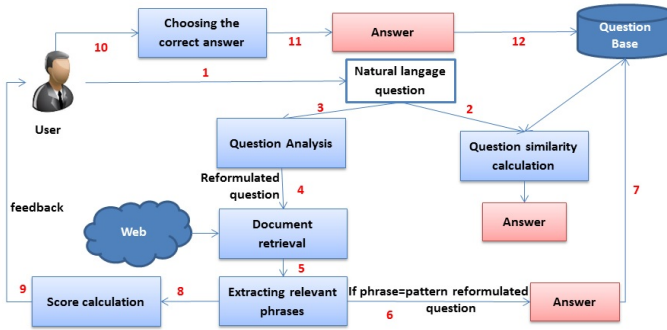 Choosing the
correct answer
10
11
Answer
12
Question
Base
1
Natural langage
question
User
3
2
Question Analysis
Question similarity
calculation
Reformulated
question
4
7
feedback
Web
Document
retrieval
Answer
5
9
Score calculation
8
Extracting relevant
phrases
If phrase=pattern reformulated
question
6
Answer